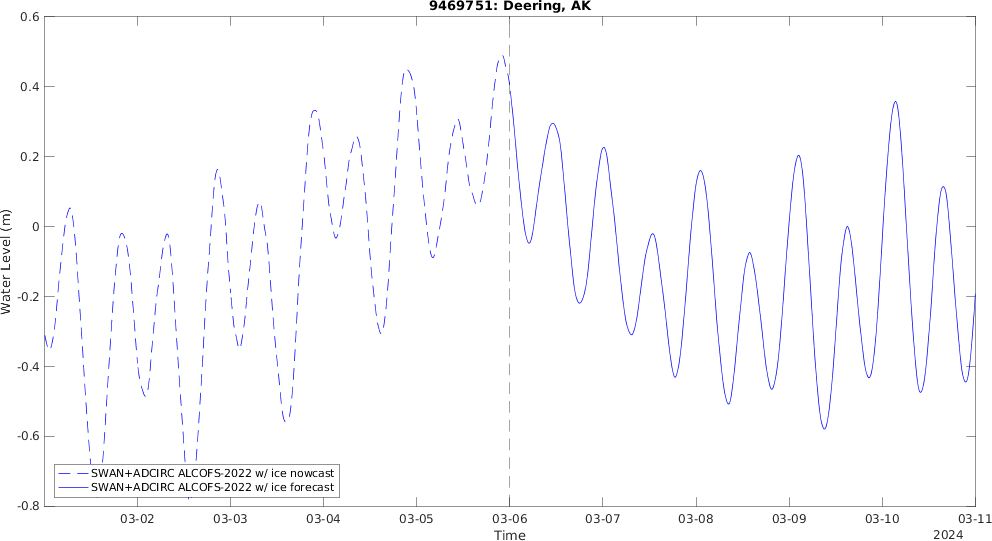 9469751: Deering, AK
0.6
0.4
0.2
0
-0.2
-0.4
-0.6
-0.8
Water Level (m)
SWAN+ADCIRC ALCOFS-2022 w/ ice nowcast
SWAN+ADCIRC ALCOFS-2022 w/ ice forecast
03-02 03-03 03-04 03-05 03-06 03-07 03-08 03-09 03-10 03-11
Time
2024